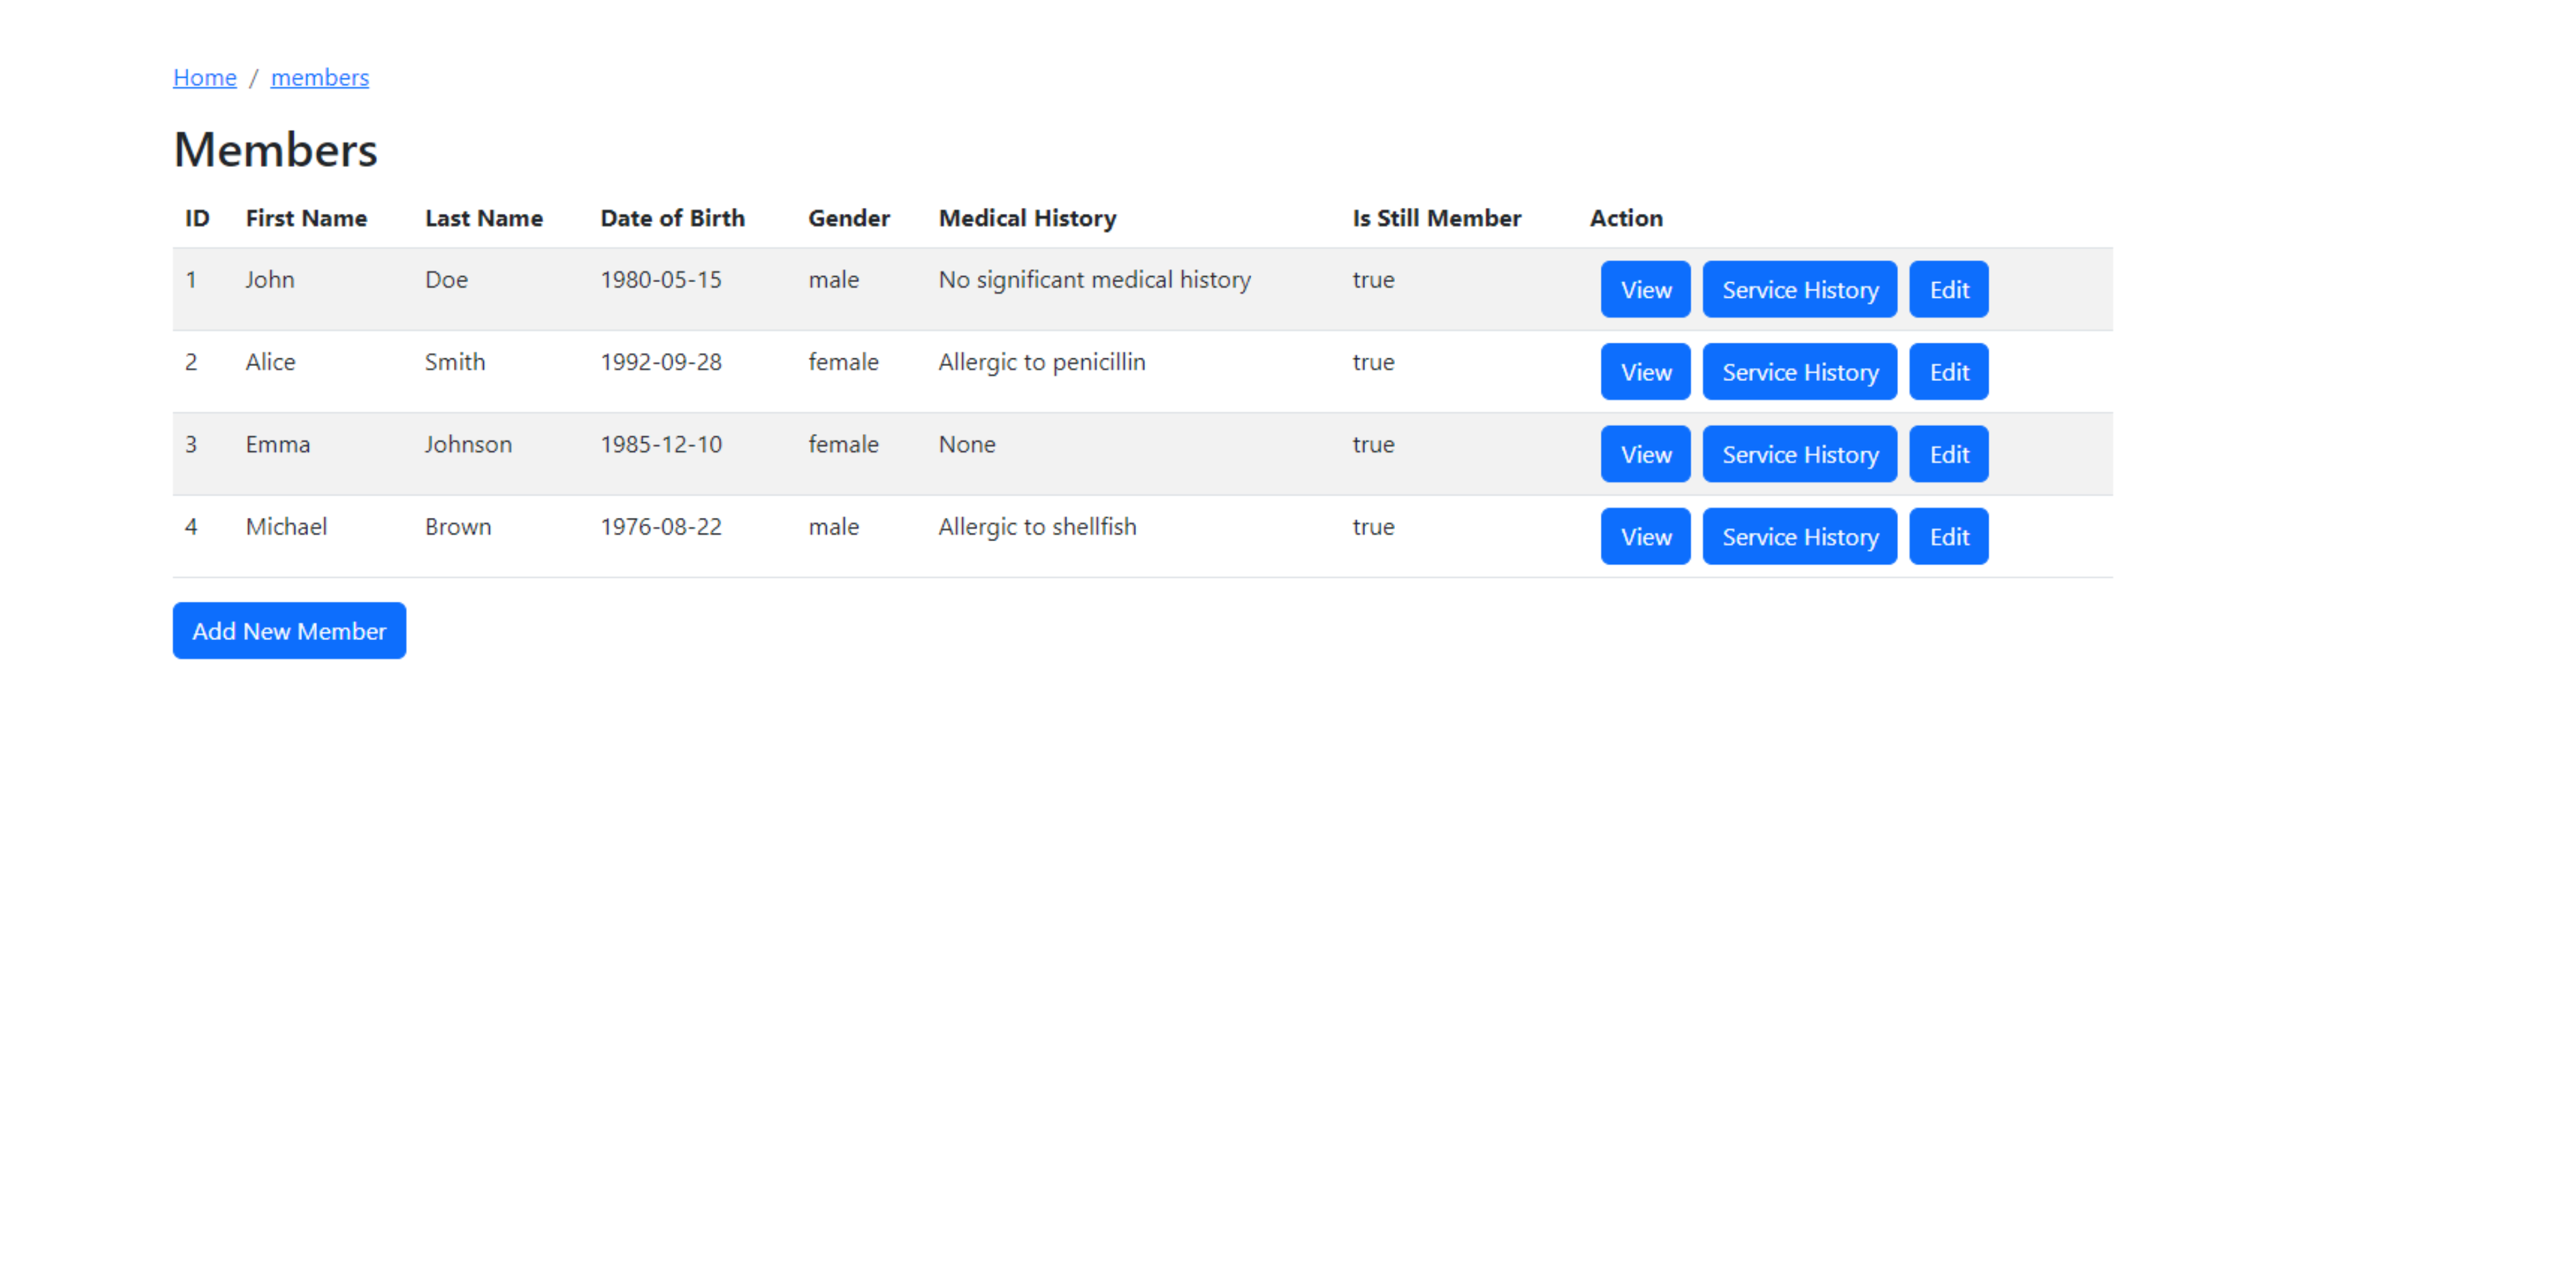 Home / members
Members
ID First Name Last Name Date of Birth Gender Medical History Is Still Member Action
1 John Doe 1980-05-15 male No significant medical history true View Service History Edit
2 Alice Smith 1992-09-28 female Allergic to penicillin true View Service History Edit
3 Emma Johnson 1985-12-10 female None true View Service History Edit
4 Michael Brown 1976-08-22 male Allergic to shellfish true View Service History Edit
Add New Member